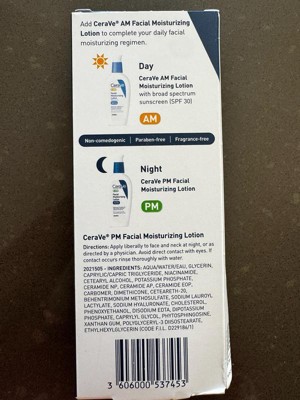 Add CeraVe® AM Facial Moisturizing
Lotion to complete your daily facial
moisturizing regimen.
Day
CeraVe AM Facial
Moisturizing Lotion
with broad spectrum
sunscreen (SPF 30)
AM
Non-comedogenic | Paraben-free | Fragrance-free
Night
CeraVe PM Facial
Moisturizing Lotion
PM
CeraVe® PM Facial Moisturizing Lotion
Directions: Apply liberally to face and neck at night, or as
directed by a physician. Avoid direct contact with eyes. If
contact occurs rinse thoroughly with water.
2021505 - INGREDIENTS: AQUA/WATER/EAU, GLYCERIN,
CAPRYLIC/CAPRIC TRIGLYCERIDE, NIACINAMIDE,
CETEARYL ALCOHOL, POTASSIUM PHOSPHATE,
CERAMIDE NP, CERAMIDE AP, CERAMIDE EOP,
CARBOMER, DIMETHICONE, CETEARETH-20,
BEHENTRIMONIUM METHOSULFATE, SODIUM LAUROYL
LACTYLATE, SODIUM HYALURONATE, CHOLESTEROL,
PHENOXYETHANOL, DISODIUM EDTA, DIPOTASSIUM
PHOSPHATE, CAPRYLYL GLYCOL, PHYTOSPHINGOSINE,
XANTHAN GUM, POLYGLYCERYL-3 DIISOSTEARATE,
ETHYLHEXYLGLYCERIN (CODE F.I.L. D229184/1)
3 606000 537453